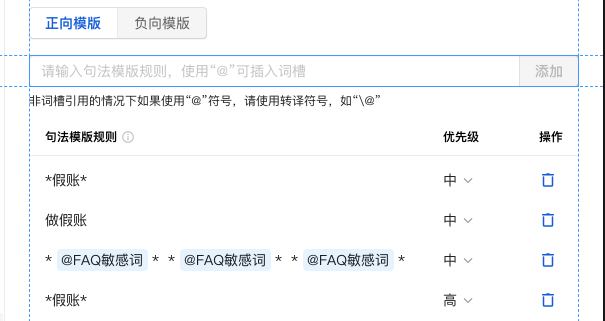 正向模版 负向模版
请输入句法模版规则，使用“@”可插入词槽 添加
非词槽引用的情况下如果使用“@”符号，请使用转译符号，如“\@”
句法模版规则 优先级 操作
*假账* 中
做假账 中
* @FAQ敏感词 * * @FAQ敏感词 * * @FAQ敏感词 * 中
*假账* 高